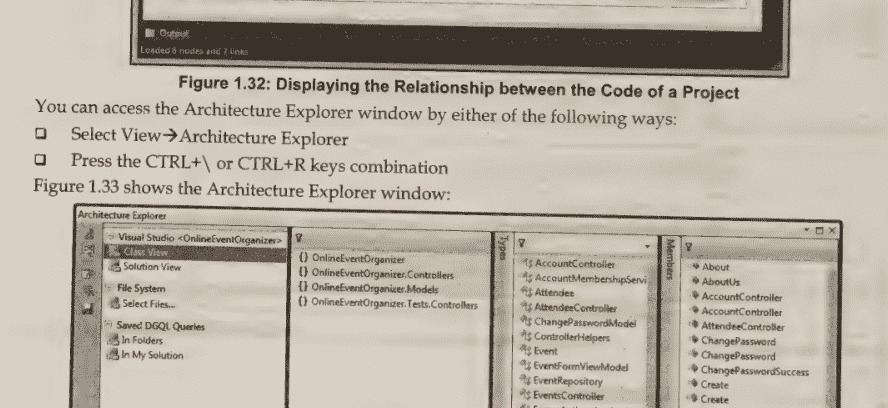 Output
Loaded 6 nodes and 7 links
Figure 1.32: Displaying the Relationship between the Code of a Project
You can access the Architecture Explorer window by either of the following ways:
❑ Select View→Architecture Explorer
❑ Press the CTRL+\ or CTRL+R keys combination
Figure 1.33 shows the Architecture Explorer window:
Architecture Explorer
Visual Studio <OnlineEventOrganizer>
Class View
Solution View
File System
Select Files...
Saved DGQL Queries
In Folders
In My Solution
{} OnlineEventOrganizer
{} OnlineEventOrganizer.Controllers
{} OnlineEventOrganizer.Models
{} OnlineEventOrganizer.Tests.Controllers
Types
AccountController
AccountMembershipServi
Attendee
AttendeeController
ChangePasswordModel
ControllerHelpers
Event
EventFormViewModel
EventRepository
EventsController
Members
About
AboutUs
AccountController
AccountController
AttendeeController
ChangePassword
ChangePassword
ChangePasswordSuccess
Create
Create